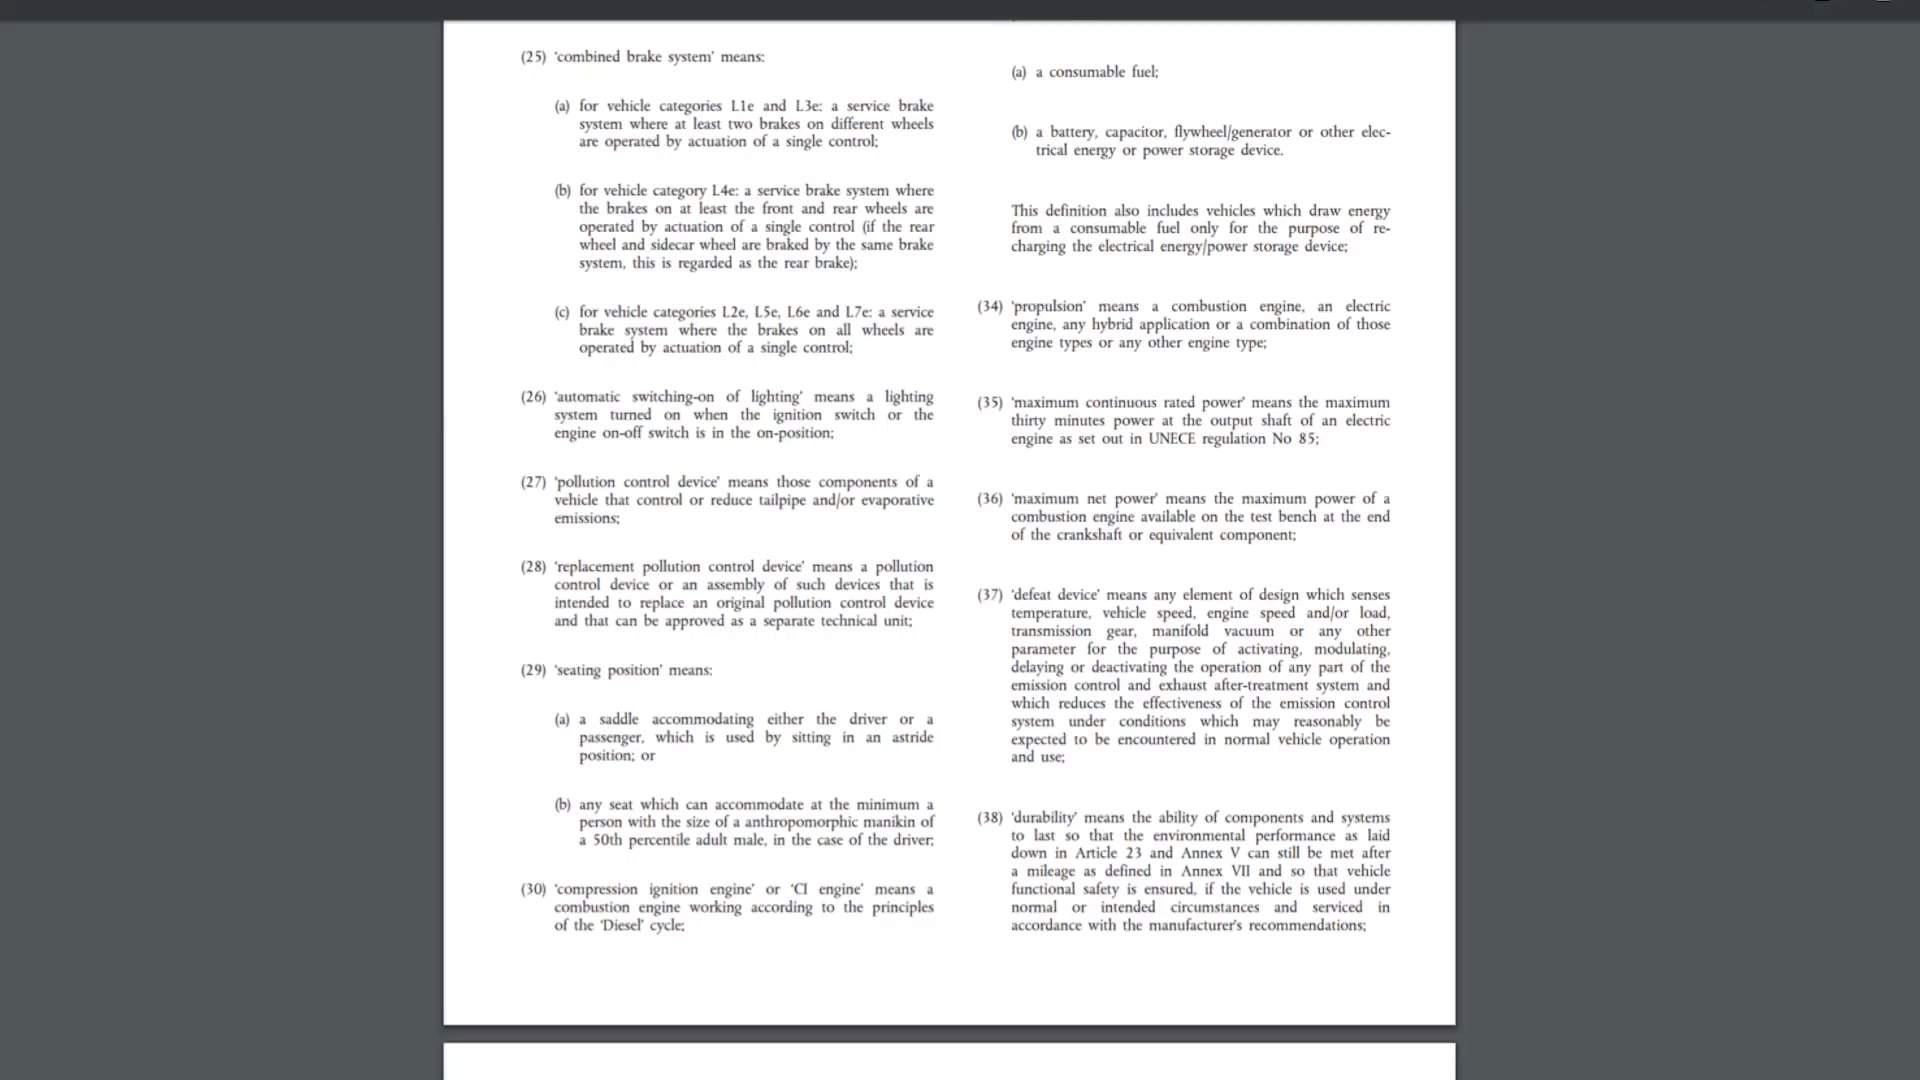 (25) ‘combined brake system’ means:
(a) for vehicle categories L1e and L3e: a service brake
system where at least two brakes on different wheels
are operated by actuation of a single control;
(b) for vehicle category L4e: a service brake system where
the brakes on at least the front and rear wheels are
operated by actuation of a single control (if the rear
wheel and sidecar wheel are braked by the same brake
system, this is regarded as the rear brake);
(c) for vehicle categories L2e, L5e, L6e and L7e: a service
brake system where the brakes on all wheels are
operated by actuation of a single control;
(26) ‘automatic switching-on of lighting’ means a lighting
system turned on when the ignition switch or the
engine on-off switch is in the on-position;
(27) ‘pollution control device’ means those components of a
vehicle that control or reduce tailpipe and/or evaporative
emissions;
(28) ‘replacement pollution control device’ means a pollution
control device or an assembly of such devices that is
intended to replace an original pollution control device
and that can be approved as a separate technical unit;
(29) ‘seating position’ means:
(a) a saddle accommodating either the driver or a
passenger, which is used by sitting in an astride
position; or
(b) any seat which can accommodate at the minimum a
person with the size of a anthropomorphic manikin of
a 50th percentile adult male, in the case of the driver;
(30) ‘compression ignition engine’ or ‘CI engine’ means a
combustion engine working according to the principles
of the ‘Diesel’ cycle;
(a) a consumable fuel;
(b) a battery, capacitor, flywheel/generator or other elec-
trical energy or power storage device.
This definition also includes vehicles which draw energy
from a consumable fuel only for the purpose of re-
charging the electrical energy/power storage device;
(34) ‘propulsion’ means a combustion engine, an electric
engine, any hybrid application or a combination of those
engine types or any other engine type;
(35) ‘maximum continuous rated power’ means the maximum
thirty minutes power at the output shaft of an electric
engine as set out in UNECE regulation No 85;
(36) ‘maximum net power’ means the maximum power of a
combustion engine available on the test bench at the end
of the crankshaft or equivalent component;
(37) ‘defeat device’ means any element of design which senses
temperature, vehicle speed, engine speed and/or load,
transmission gear, manifold vacuum or any other
parameter for the purpose of activating, modulating,
delaying or deactivating the operation of any part of the
emission control and exhaust after-treatment system and
which reduces the effectiveness of the emission control
system under conditions which may reasonably be
expected to be encountered in normal vehicle operation
and use;
(38) ‘durability’ means the ability of components and systems
to last so that the environmental performance as laid
down in Article 23 and Annex V can still be met after
a mileage as defined in Annex VII and so that vehicle
functional safety is ensured, if the vehicle is used under
normal or intended circumstances and serviced in
accordance with the manufacturer’s recommendations;